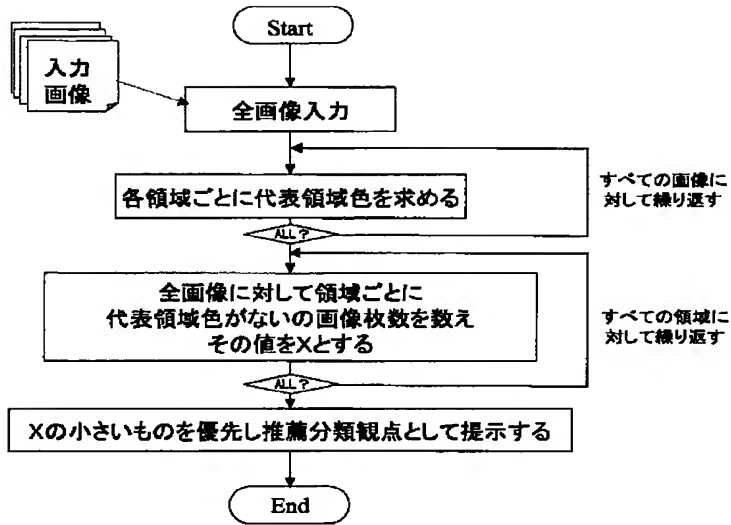 Start
入力
画像
全画像入力
各領域ごとに代表領域色を求める
すべての画像に
対して繰り返す
ALL?
全画像に対して領域ごとに
代表領域色がないの画像枚数を数え
その値をXとする
すべての領域に
対して繰り返す
ALL?
Xの小さいものを優先し推薦分類観点として提示する
End